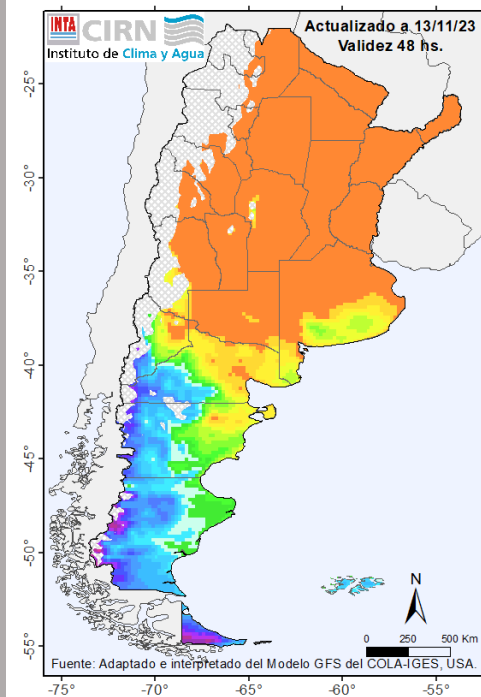 INTA CIRN
Instituto de Clima y Agua
Actualizado a 13/11/23
Validez 48 hs.
-25°
-30°
-35°
-40°
-45°
-50°
-55°
N
0 250 500 Km
Fuente: Adaptado e interpretado del Modelo GFS del COLA-IGES, USA.
-75° -70° -65° -60° -55°